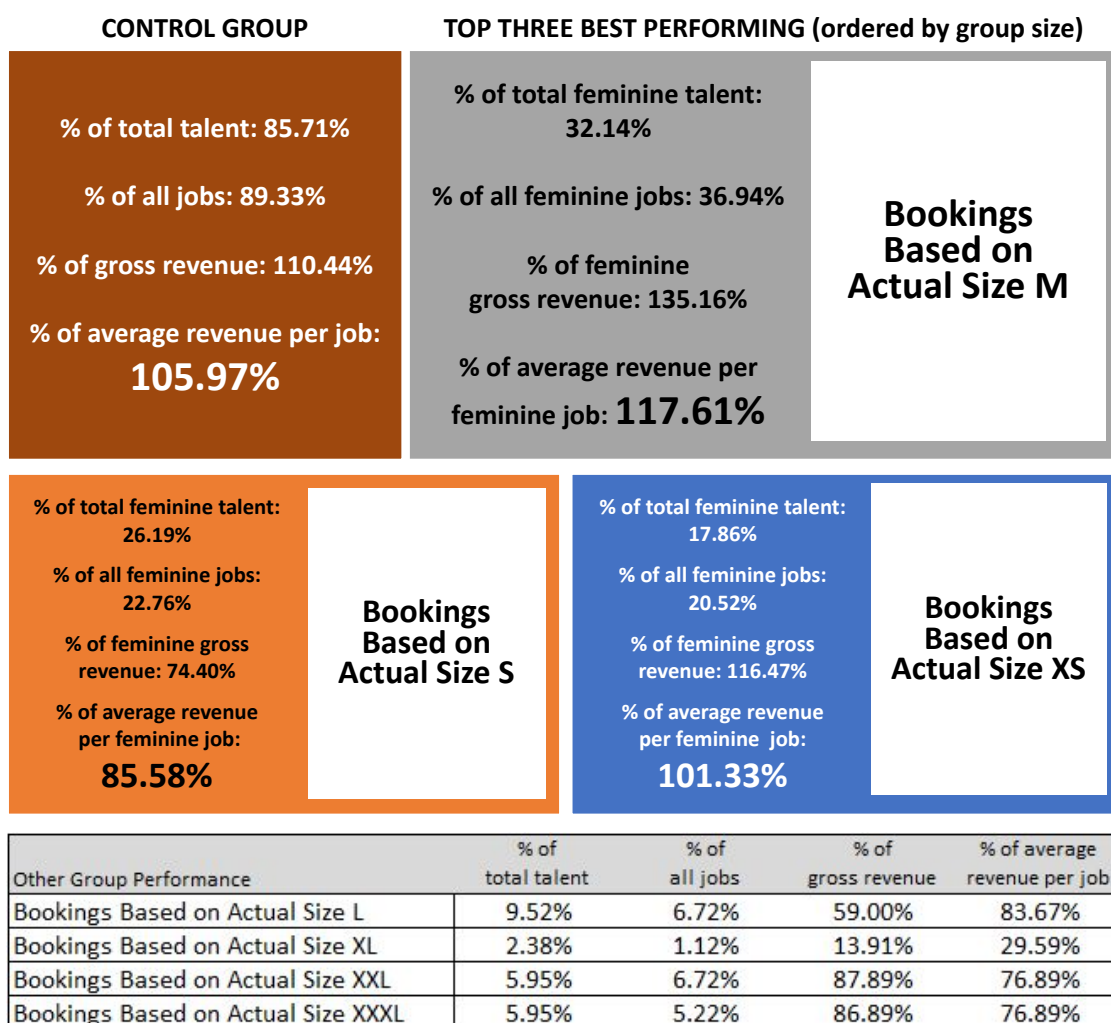 CONTROL GROUP
TOP THREE BEST PERFORMING (ordered by group size)
% of total talent: 85.71%
% of all jobs: 89.33%
% of gross revenue: 110.44%
% of average revenue per job:
105.97%
% of total feminine talent:
32.14%
% of all feminine jobs: 36.94%
% of feminine
gross revenue: 135.16%
% of average revenue per
feminine job: 117.61%
Bookings
Based on
Actual Size M
% of total feminine talent:
26.19%
% of all feminine jobs:
22.76%
% of feminine gross
revenue: 74.40%
% of average revenue
per feminine job:
85.58%
Bookings
Based on
Actual Size S
% of total feminine talent:
17.86%
% of all feminine jobs:
20.52%
% of feminine gross
revenue: 116.47%
% of average revenue
per feminine job:
101.33%
Bookings
Based on
Actual Size XS
% of % of % of % of average
Other Group Performance total talent all jobs gross revenue revenue per job
Bookings Based on Actual Size L 9.52% 6.72% 59.00% 83.67%
Bookings Based on Actual Size XL 2.38% 1.12% 13.91% 29.59%
Bookings Based on Actual Size XXL 5.95% 6.72% 87.89% 76.89%
Bookings Based on Actual Size XXXL 5.95% 5.22% 86.89% 76.89%